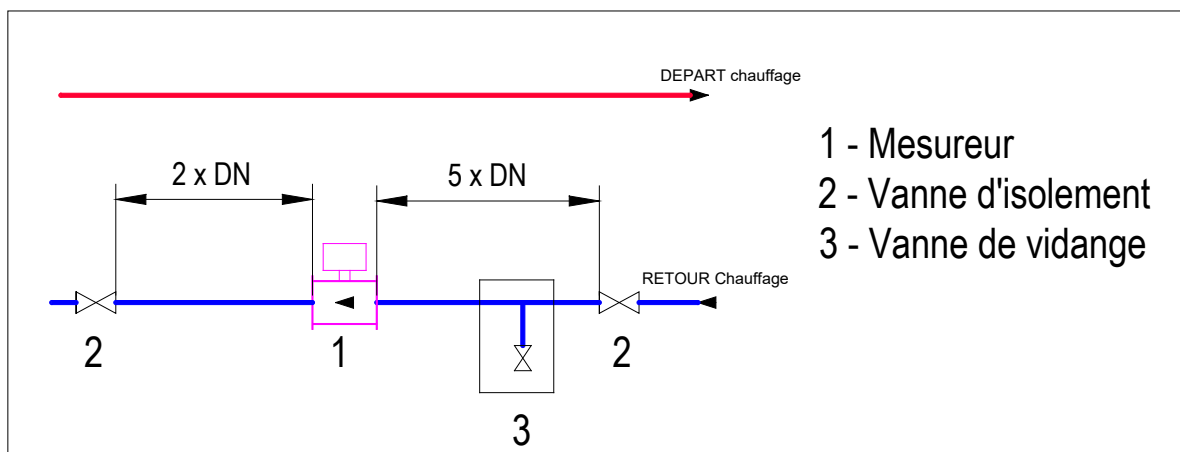 DEPART chauffage
1 - Mesureur
2 x DN
5 x DN
2 - Vanne d'isolement
3 - Vanne de vidange
RETOUR Chauffage
2
1
2
3